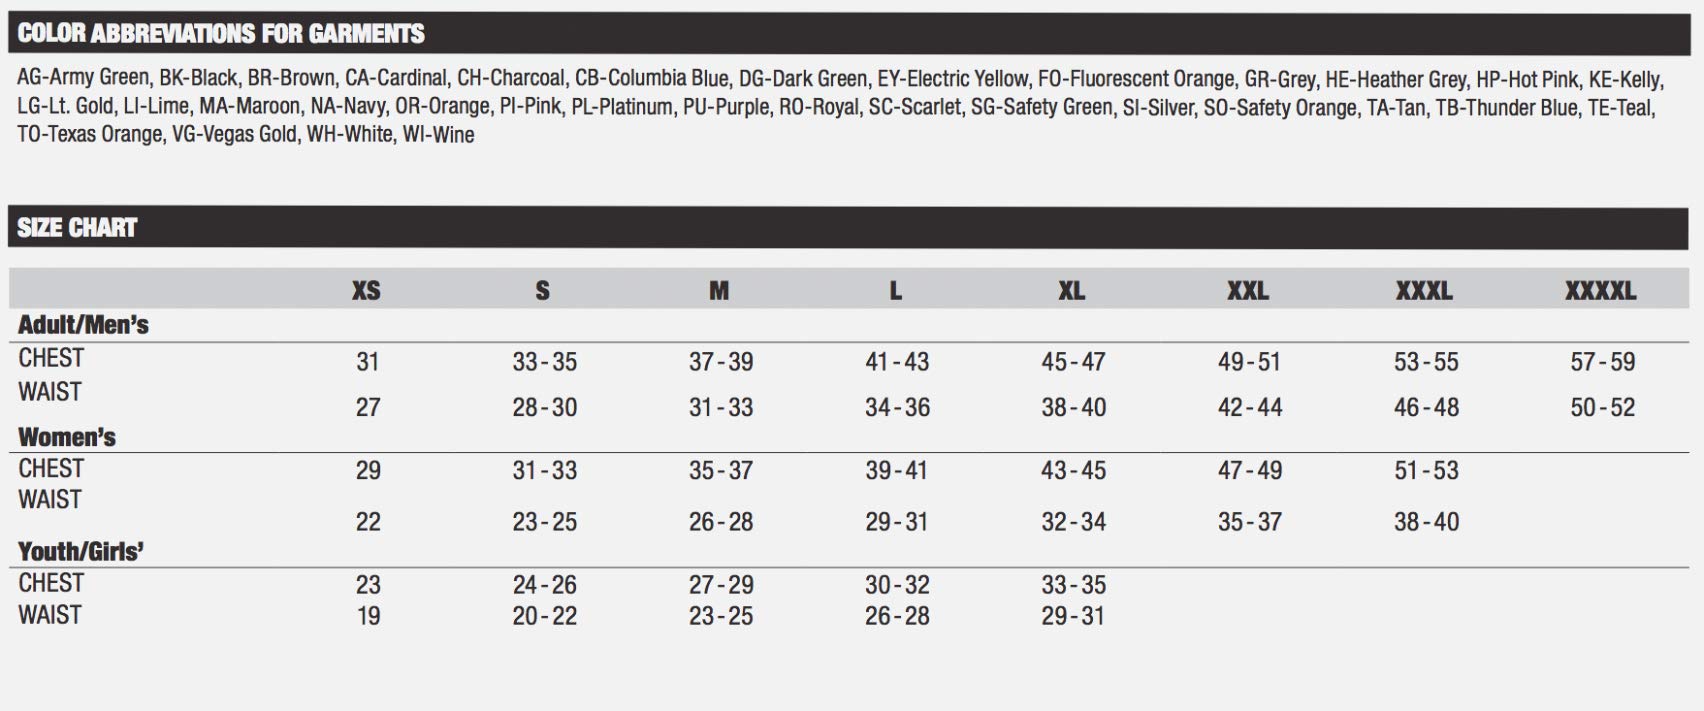 COLOR ABBREVIATIONS FOR GARMENTS
AG-Army Green, BK-Black, BR-Brown, CA-Cardinal, CH-Charcoal, CB-Columbia Blue, DG-Dark Green, EY-Electric Yellow, FO-Fluorescent Orange, GR-Grey, HE-Heather Grey, HP-Hot Pink, KE-Kelly,
LG-Lt. Gold, LI-Lime, MA-Maroon, NA-Navy, OR-Orange, PI-Pink, PL-Platinum, PU-Purple, RO-Royal, SC-Scarlet, SG-Safety Green, SI-Silver, SO-Safety Orange, TA-Tan, TB-Thunder Blue, TE-Teal,
TO-Texas Orange, VG-Vegas Gold, WH-White, WI-Wine
SIZE CHART
XS S M L XL XXL XXXL XXXXL
Adult/Men’s
CHEST 31 33-35 37-39 41-43 45-47 49-51 53-55 57-59
WAIST 27 28-30 31-33 34-36 38-40 42-44 46-48 50-52
Women’s
CHEST 29 31-33 35-37 39-41 43-45 47-49 51-53
WAIST 22 23-25 26-28 29-31 32-34 35-37 38-40
Youth/Girls’
CHEST 23 24-26 27-29 30-32 33-35
WAIST 19 20-22 23-25 26-28 29-31